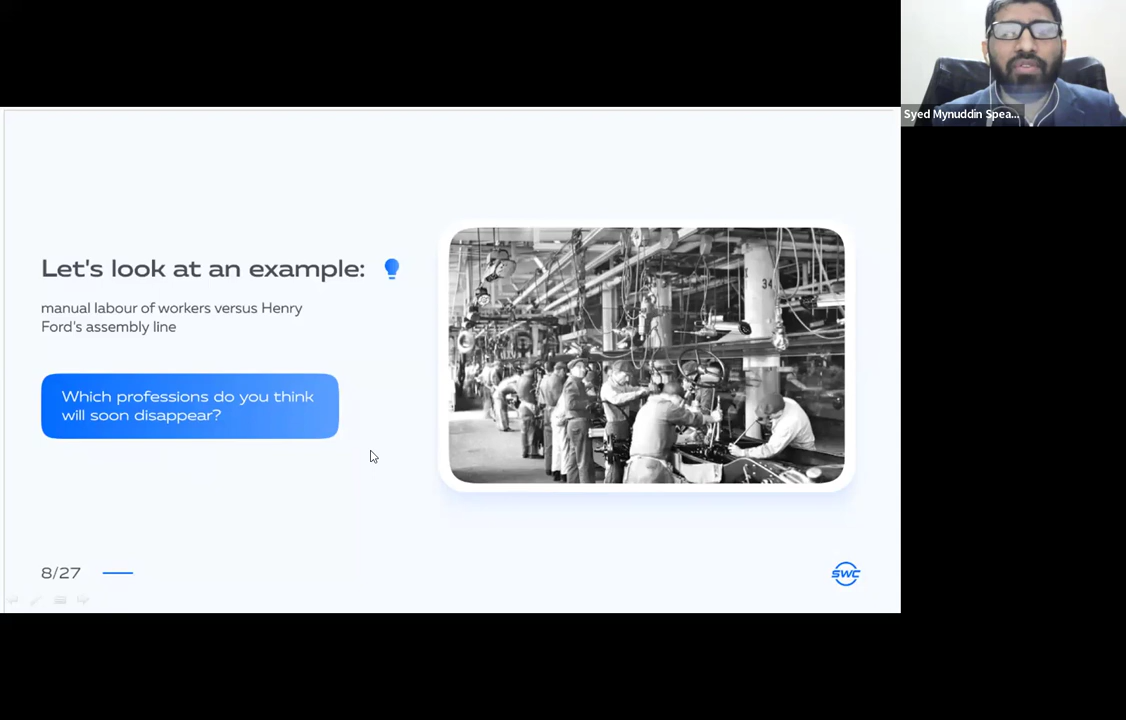 Syed Mynuddin Spea...
Let's look at an example:
manual labour of workers versus Henry
Ford's assembly line
Which professions do you think
will soon disappear?
34
8/27
SWC